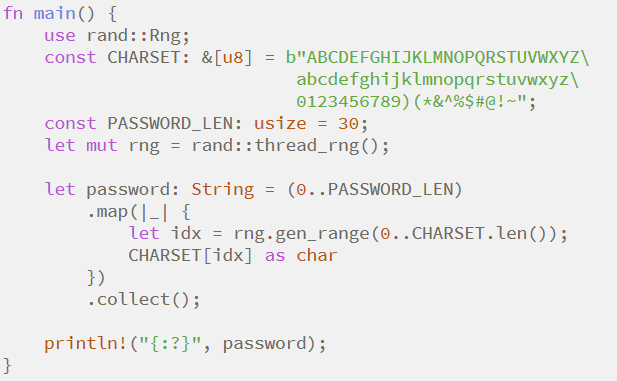 fn main() {
    use rand::Rng;
    const CHARSET: &[u8] = b"ABCDEFGHIJKLMNOPQRSTUVWXYZ\
                            abcdefghijklmnopqrstuvwxyz\
                            0123456789)(*&^%$#@!~";
    const PASSWORD_LEN: usize = 30;
    let mut rng = rand::thread_rng();

    let password: String = (0..PASSWORD_LEN)
        .map(|_| {
            let idx = rng.gen_range(0..CHARSET.len());
            CHARSET[idx] as char
        })
        .collect();

    println!("{:?}", password);
}